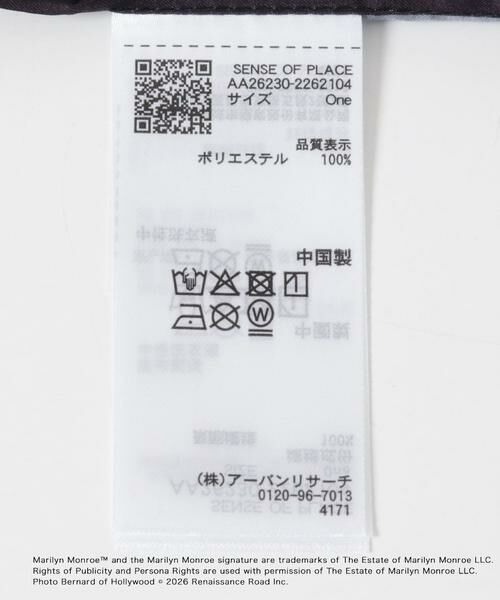 SENSE OF PLACE
AA26230-2262104
サイズ One
品質表示
ポリエステル 100%
中国製
(株)アーバンリサーチ
0120-96-7013
4171
Marilyn Monroe™ and the Marilyn Monroe signature are trademarks of The Estate of Marilyn Monroe LLC.
Rights of Publicity and Persona Rights are used with permission of The Estate of Marilyn Monroe LLC.
Photo Bernard of Hollywood © 2026 Renaissance Road Inc.